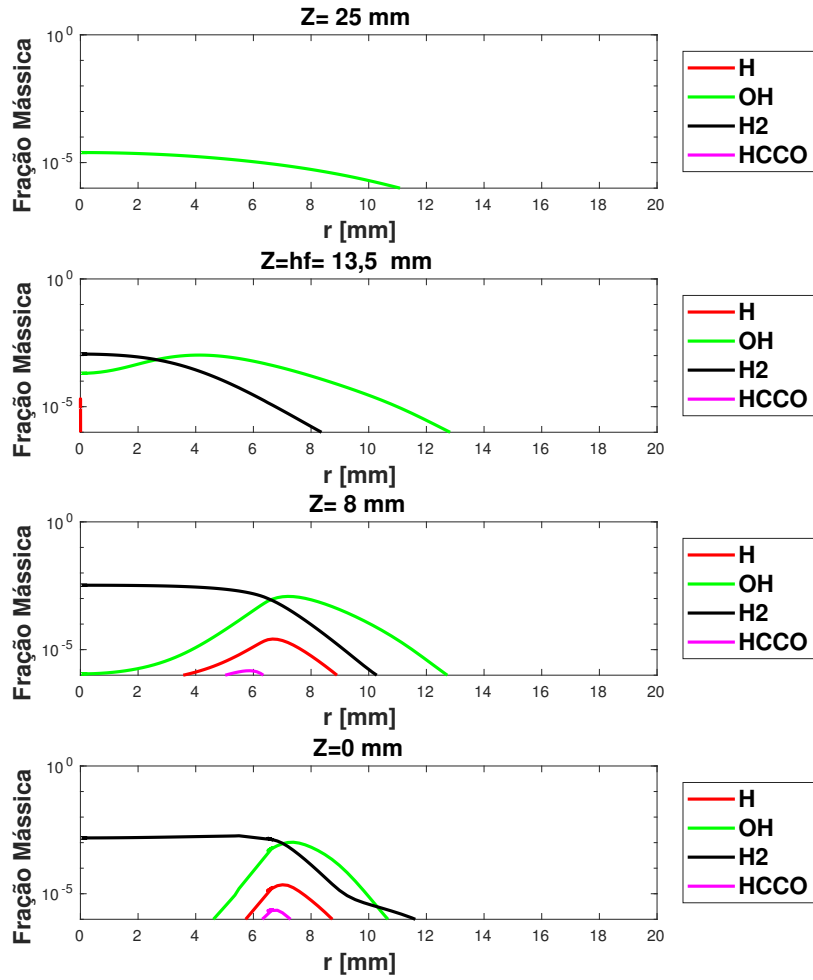 Z= 25 mm
Fração Mássica
10^0
10^-5
0 2 4 6 8 10 12 14 16 18 20
r [mm]
H
OH
H2
HCCO
Z=hf= 13,5 mm
Fração Mássica
10^0
10^-5
0 2 4 6 8 10 12 14 16 18 20
r [mm]
H
OH
H2
HCCO
Z= 8 mm
Fração Mássica
10^0
10^-5
0 2 4 6 8 10 12 14 16 18 20
r [mm]
H
OH
H2
HCCO
Z=0 mm
Fração Mássica
10^0
10^-5
0 2 4 6 8 10 12 14 16 18 20
r [mm]
H
OH
H2
HCCO